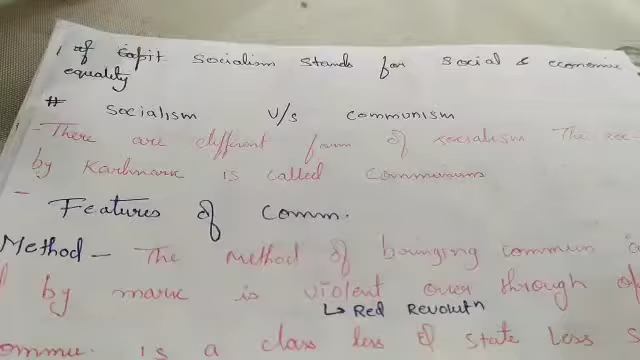 of Capit Socialism stands for social & economic
equality
# Socialism v/s Communism
- There are different form of socialism The
by Karlmarx is called Communism
- Features of Comm.
Method - The method of bounging commun
by marx is violent over through of
↳ Red Revolutn
Commu. is a class less & state less